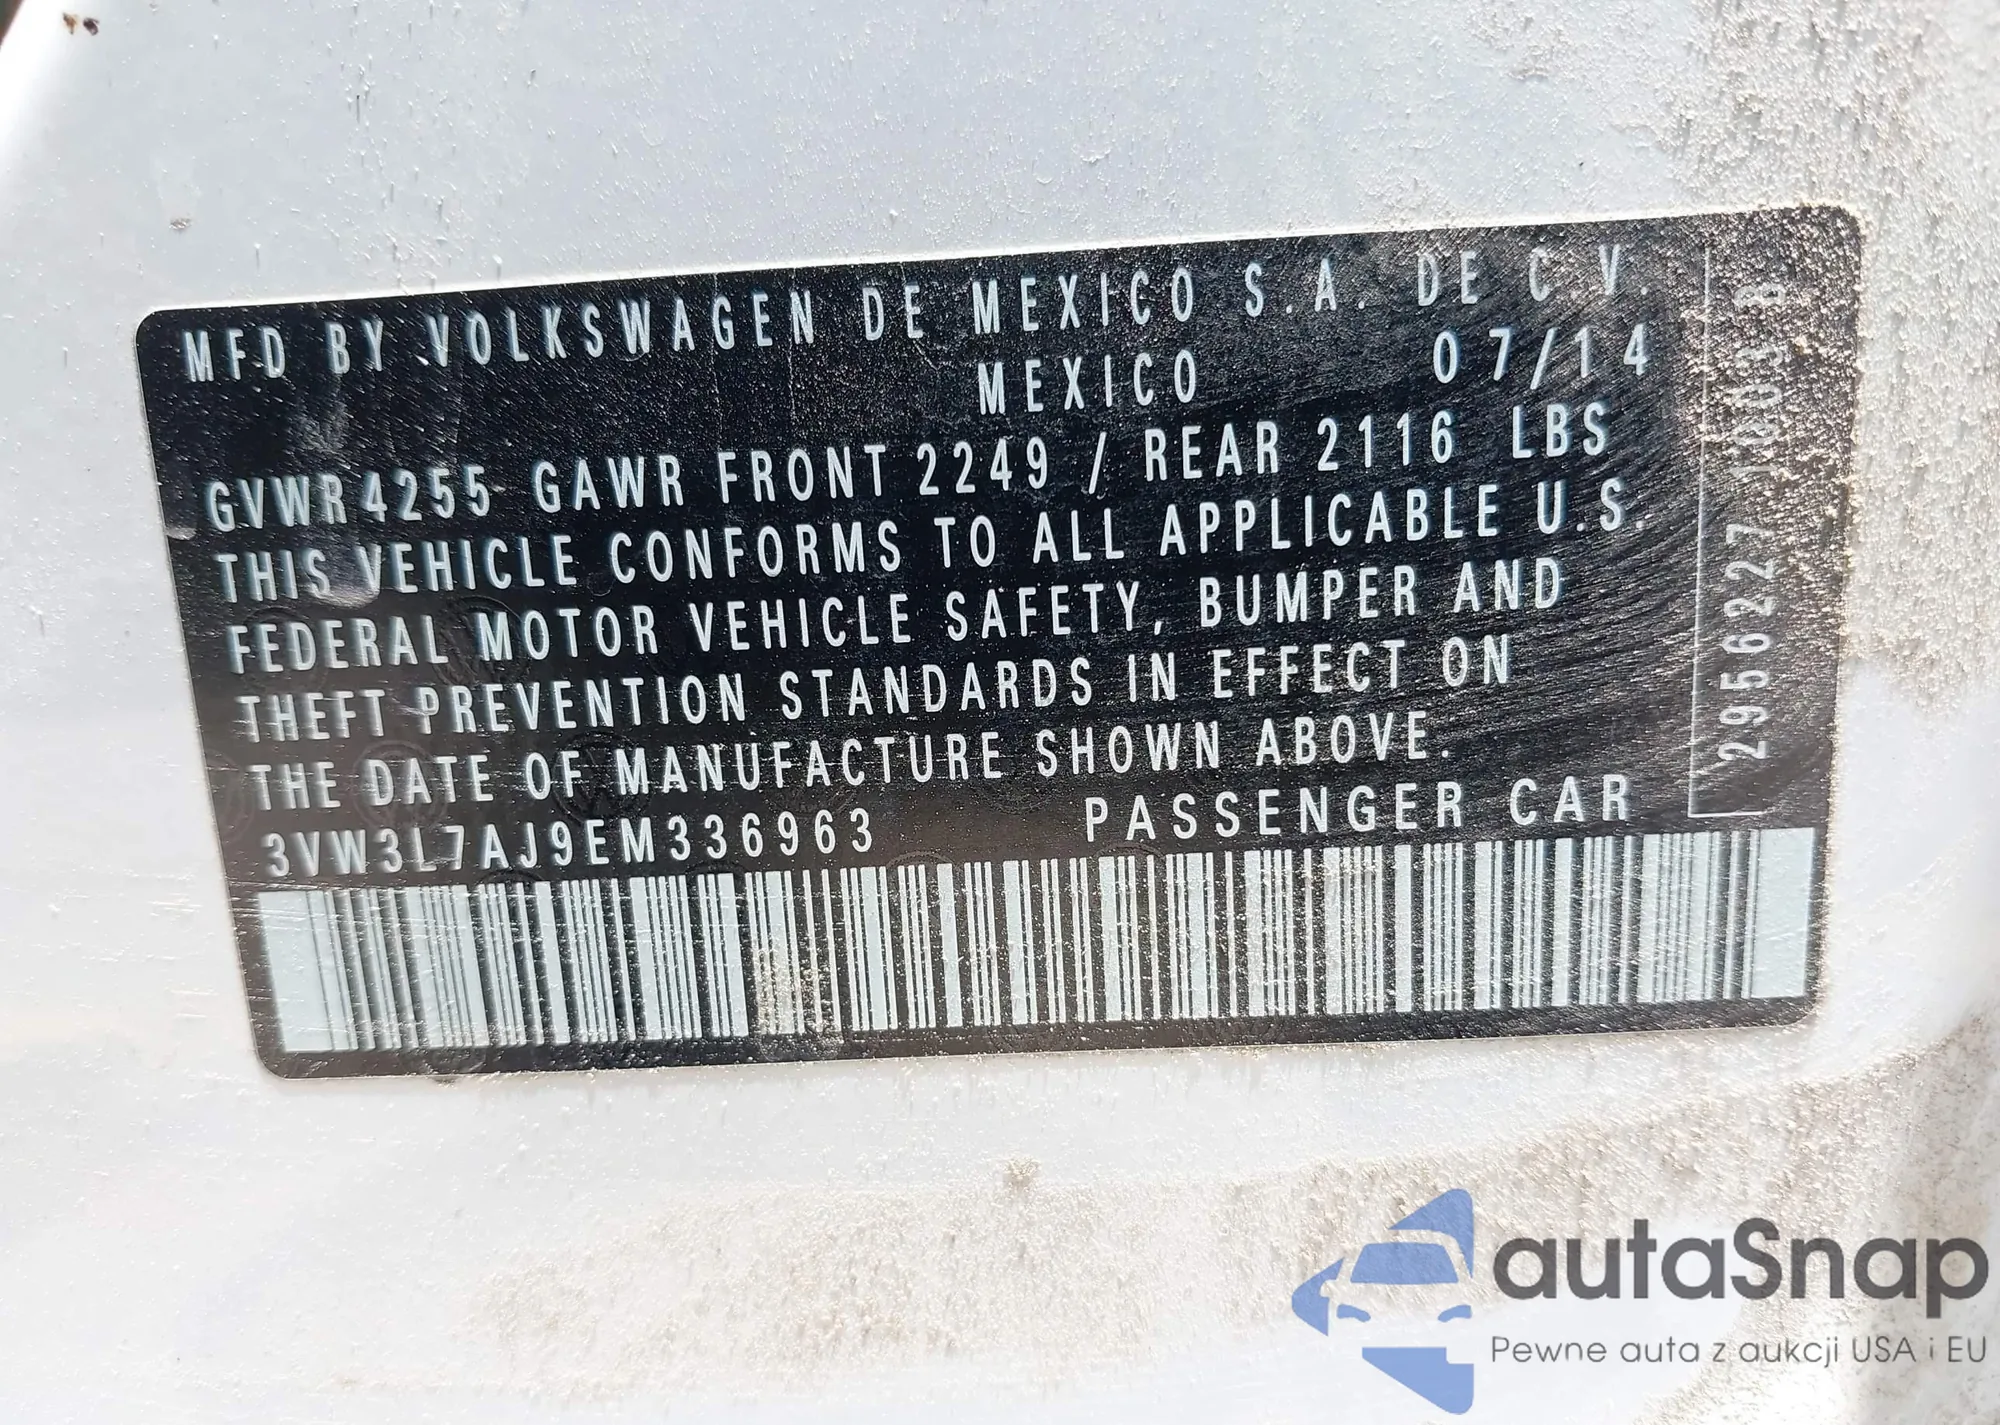 MFD BY VOLKSWAGEN DE MEXICO S.A. DE C.V.
MEXICO 07/14
GVWR 4255 GAWR FRONT 2249 / REAR 2116 LBS
THIS VEHICLE CONFORMS TO ALL APPLICABLE U.S.
FEDERAL MOTOR VEHICLE SAFETY, BUMPER AND
THEFT PREVENTION STANDARDS IN EFFECT ON
THE DATE OF MANUFACTURE SHOWN ABOVE.
3VW3L7AJ9EM336963 PASSENGER CAR
2956227
autaSnap
Pewne auta z aukcji USA i EU